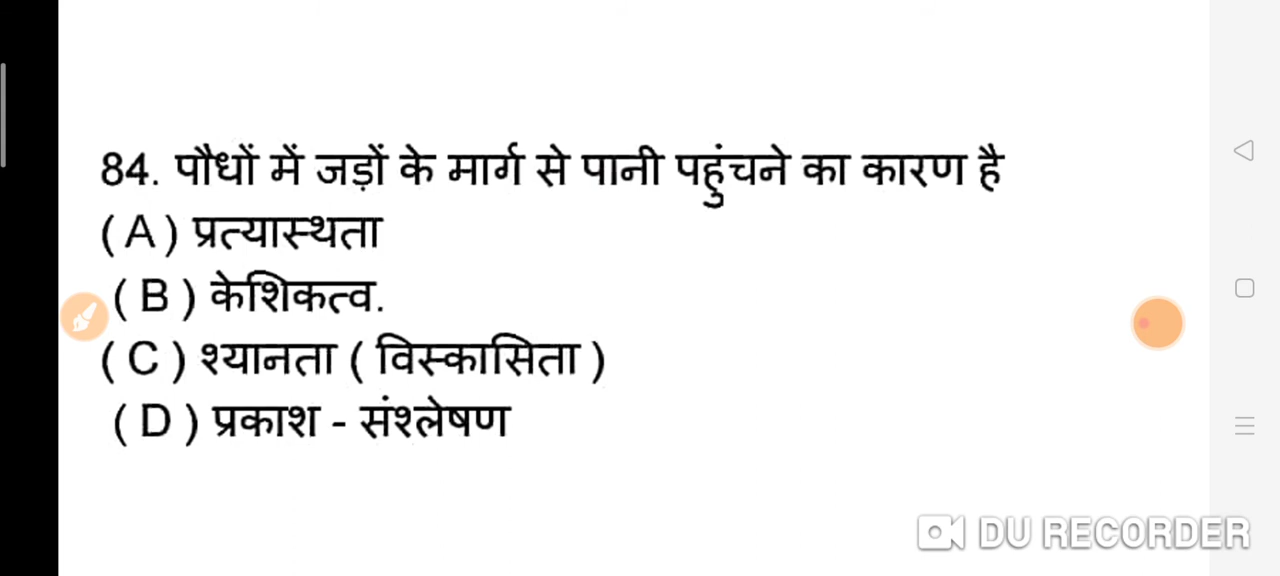 84. पौधों में जड़ों के मार्ग से पानी पहुंचने का कारण है
( A ) प्रत्यास्थता
( B ) केशिकत्व.
( C ) श्यानता ( विस्कासिता )
( D ) प्रकाश - संश्लेषण
DU RECORDER